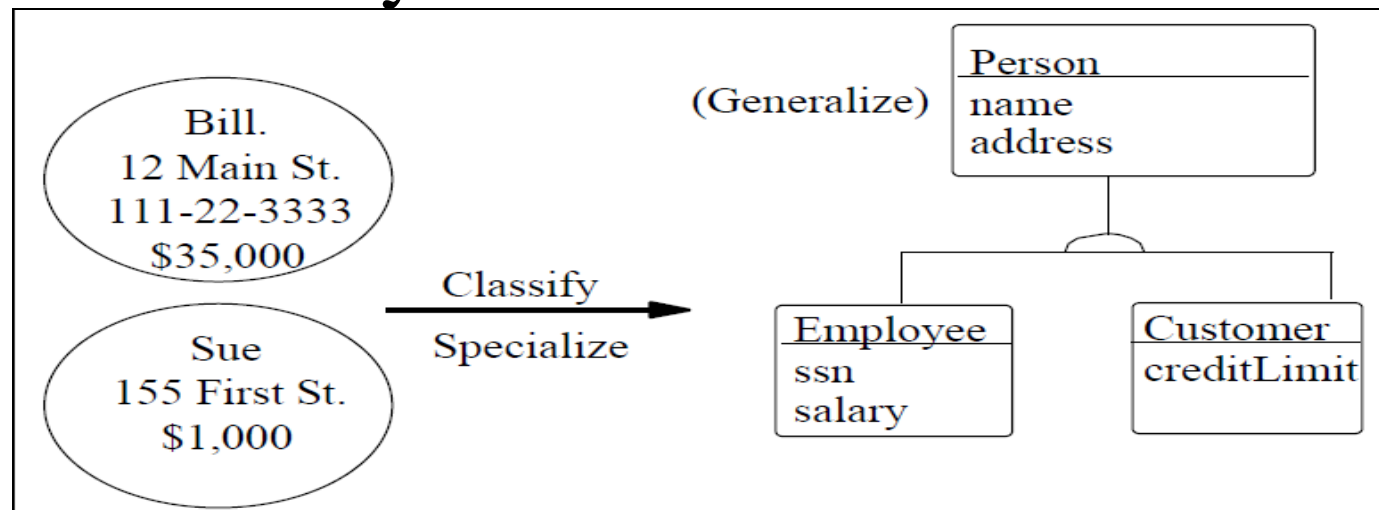 Bill.
12 Main St.
111-22-3333
$35,000
Sue
155 First St.
$1,000
Classify
Specialize
(Generalize)
Person
name
address
Employee
ssn
salary
Customer
creditLimit